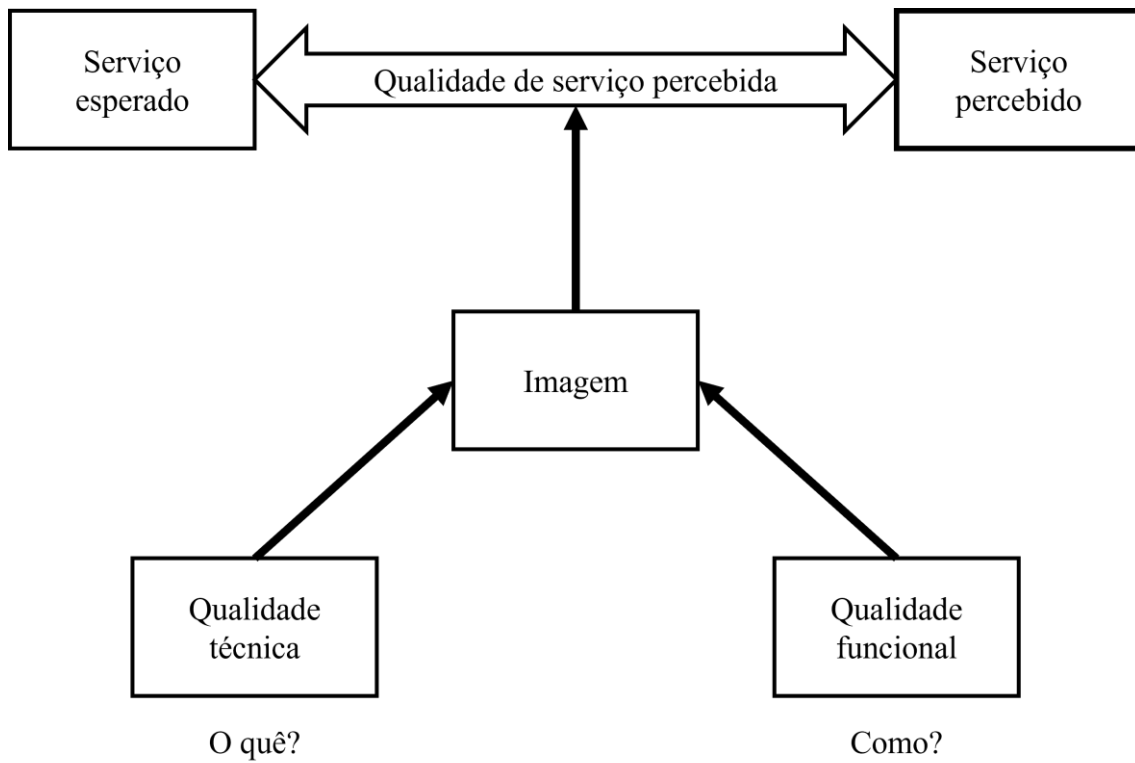 Serviço
esperado
Qualidade de serviço percebida
Serviço
percebido
Imagem
Qualidade
técnica
Qualidade
funcional
O quê?
Como?